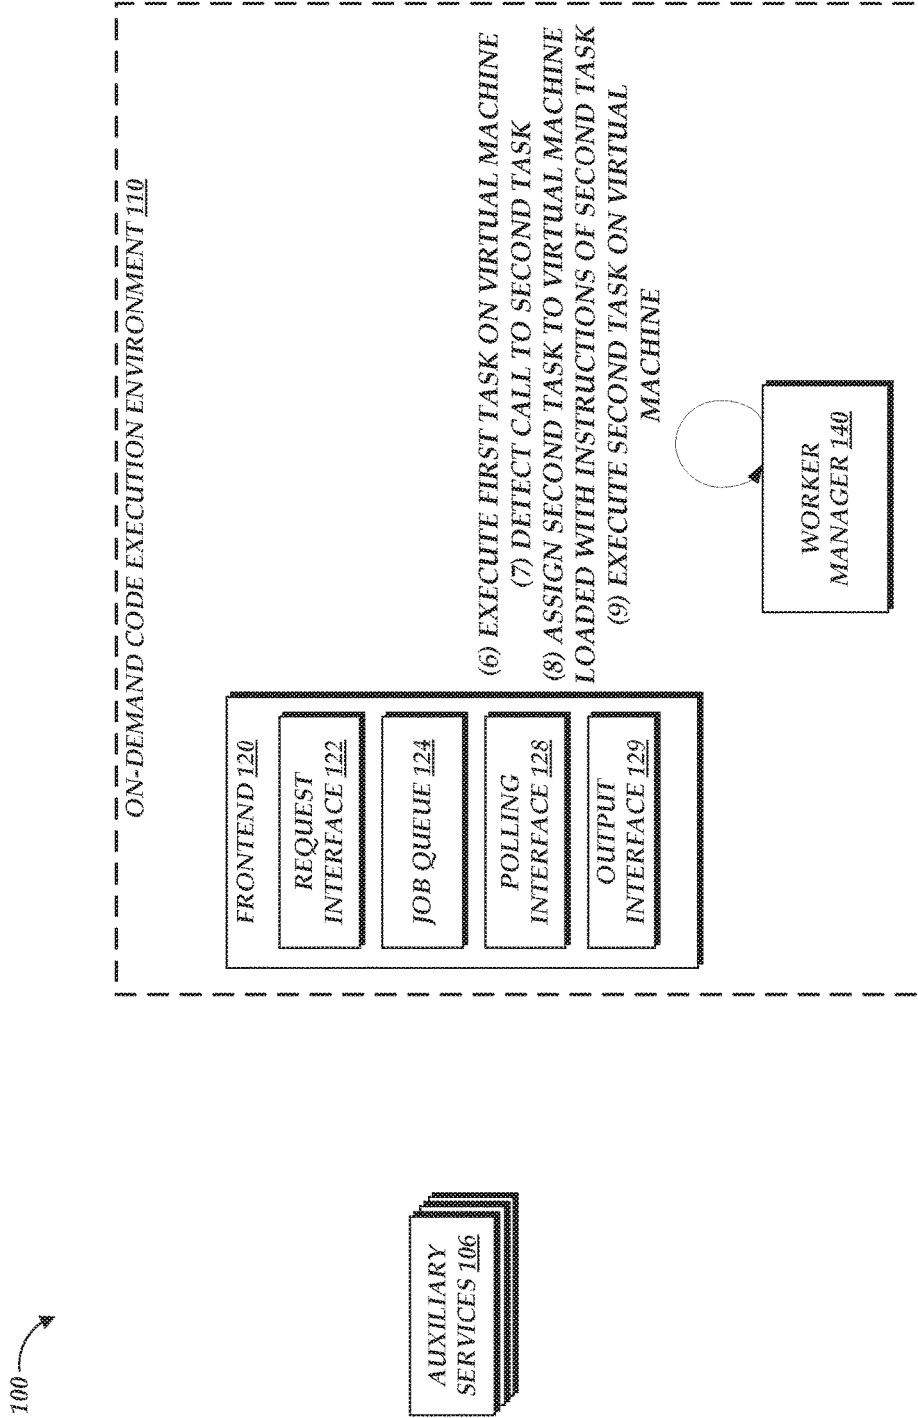 100
ON-DEMAND CODE EXECUTION ENVIRONMENT 110
FRONTEND 120
REQUEST
INTERFACE 122
JOB QUEUE 124
POLLING
INTERFACE 128
OUTPUT
INTERFACE 129
(6) EXECUTE FIRST TASK ON VIRTUAL MACHINE
(7) DETECT CALL TO SECOND TASK
(8) ASSIGN SECOND TASK TO VIRTUAL MACHINE
LOADED WITH INSTRUCTIONS OF SECOND TASK
(9) EXECUTE SECOND TASK ON VIRTUAL
MACHINE
AUXILIARY
SERVICES 106
WORKER
MANAGER 140